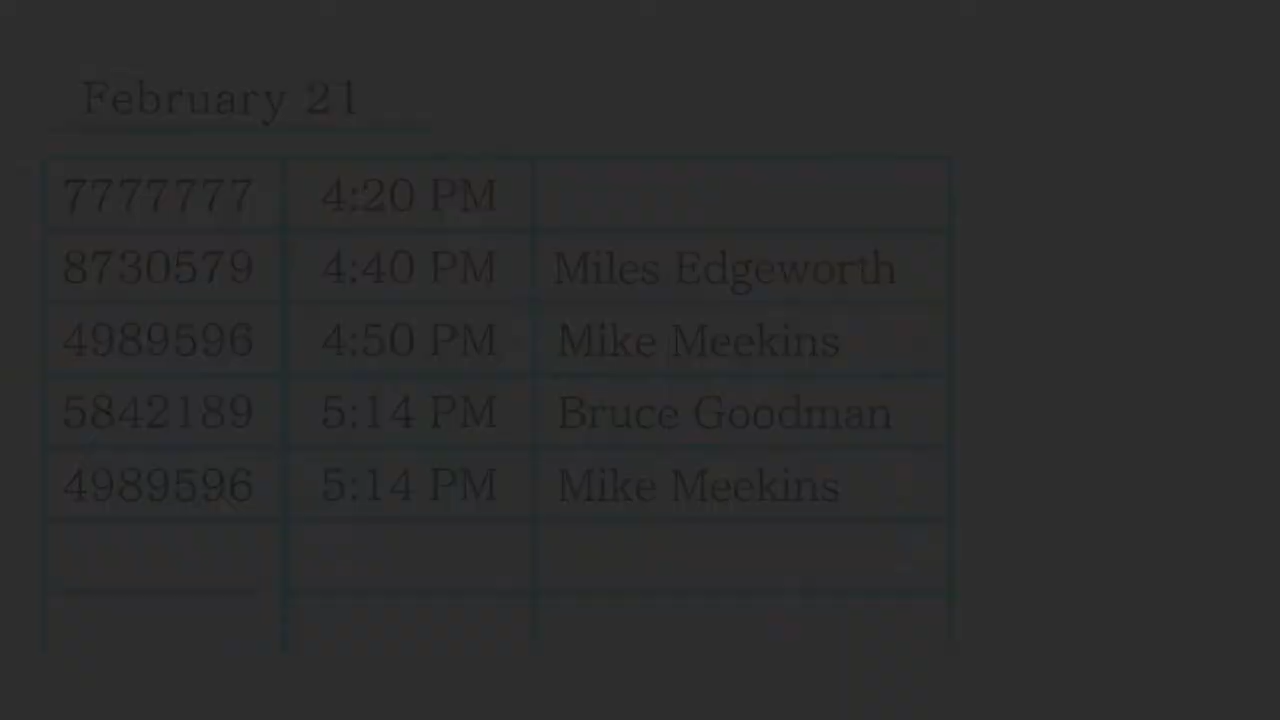 February 21
7777777 4:20 PM
8730579 4:40 PM Miles Edgeworth
4989596 4:50 PM Mike Meekins
5842189 5:14 PM Bruce Goodman
4989596 5:14 PM Mike Meekins